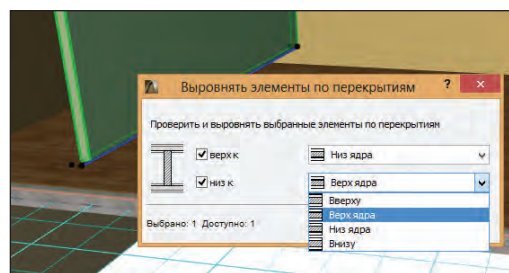 Выровнять элементы по перекрытиям ?
Проверить и выровнять выбранные элементы по перекрытиям
верх к Низ ядра
низ к Верх ядра
Вверху
Верх ядра
Низ ядра
Внизу
Выбрано: 1 Доступно: 1